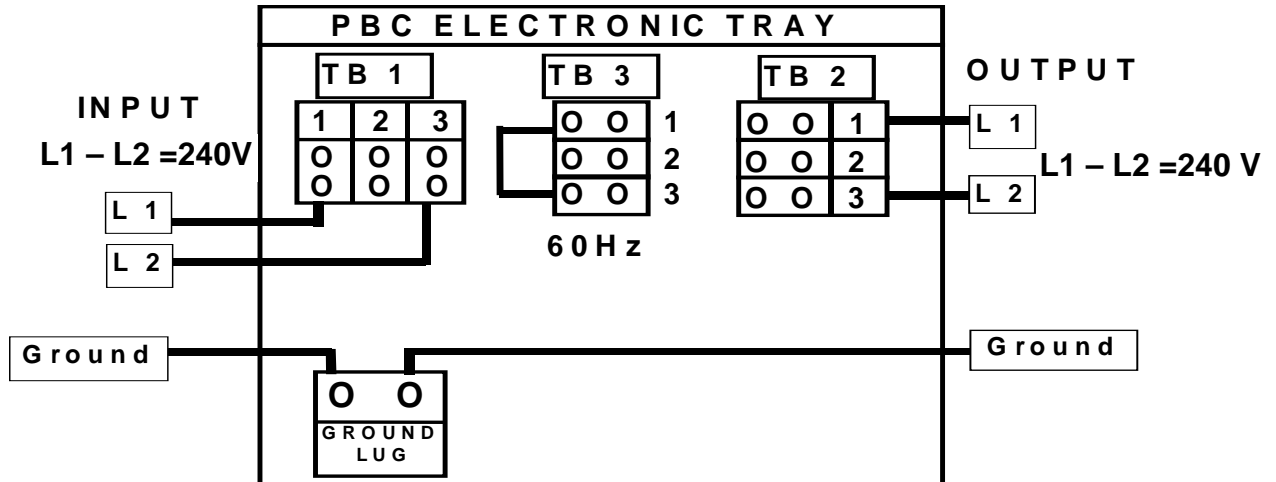 PBC ELECTRONIC TRAY
TB 1
TB 3
TB 2
INPUT
L1 – L2 =240V
OUTPUT
L1 – L2 =240 V
1 2 3
O O O
O O O
O O 1
O O 2
O O 3
60Hz
O O 1
O O 2
O O 3
L 1
L 2
L 1
L 2
Ground
Ground
O O
GROUND
LUG